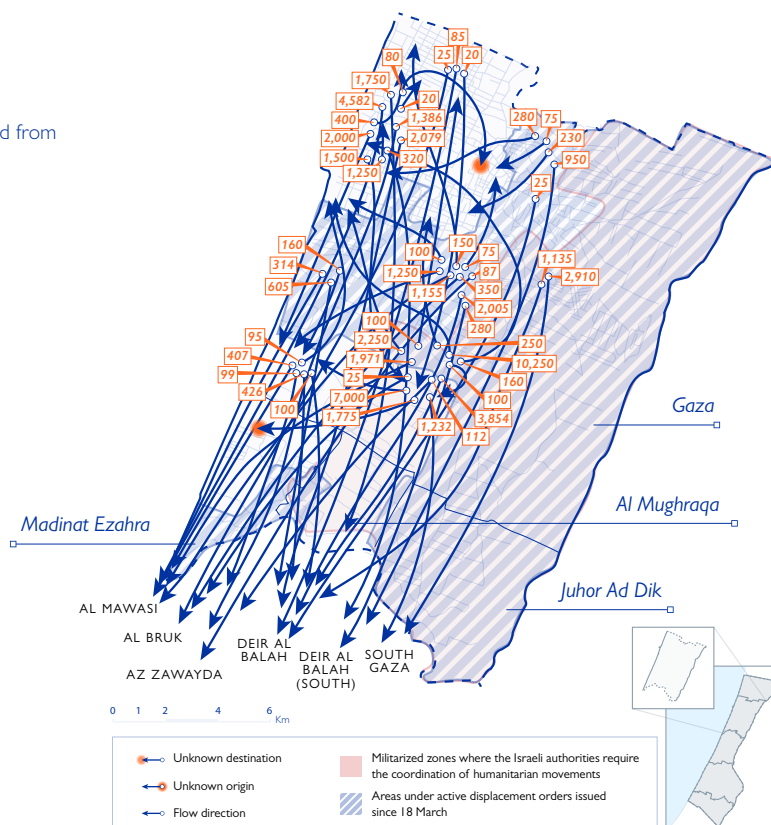 d from
85
25
20
80
1,750
4,582
20
400
1,386
2,000
2,079
1,500
320
1,250
280
75
230
950
25
160
314
605
100
150
75
1,250
87
1,155
350
2,005
280
1,135
2,910
95
407
99
426
100
100
2,250
1,971
25
7,000
1,775
250
10,250
160
100
3,854
1,232
112
Gaza
Al Mughraqa
Madinat Ezahra
Juhor Ad Dik
AL MAWASI
AL BRUK
AZ ZAWAYDA
DEIR AL
BALAH
DEIR AL
BALAH
(SOUTH)
SOUTH
GAZA
0 1 2 4 6
Km
Unknown destination
Unknown origin
Flow direction
Militarized zones where the Israeli authorities require
the coordination of humanitarian movements
Areas under active displacement orders issued
since 18 March